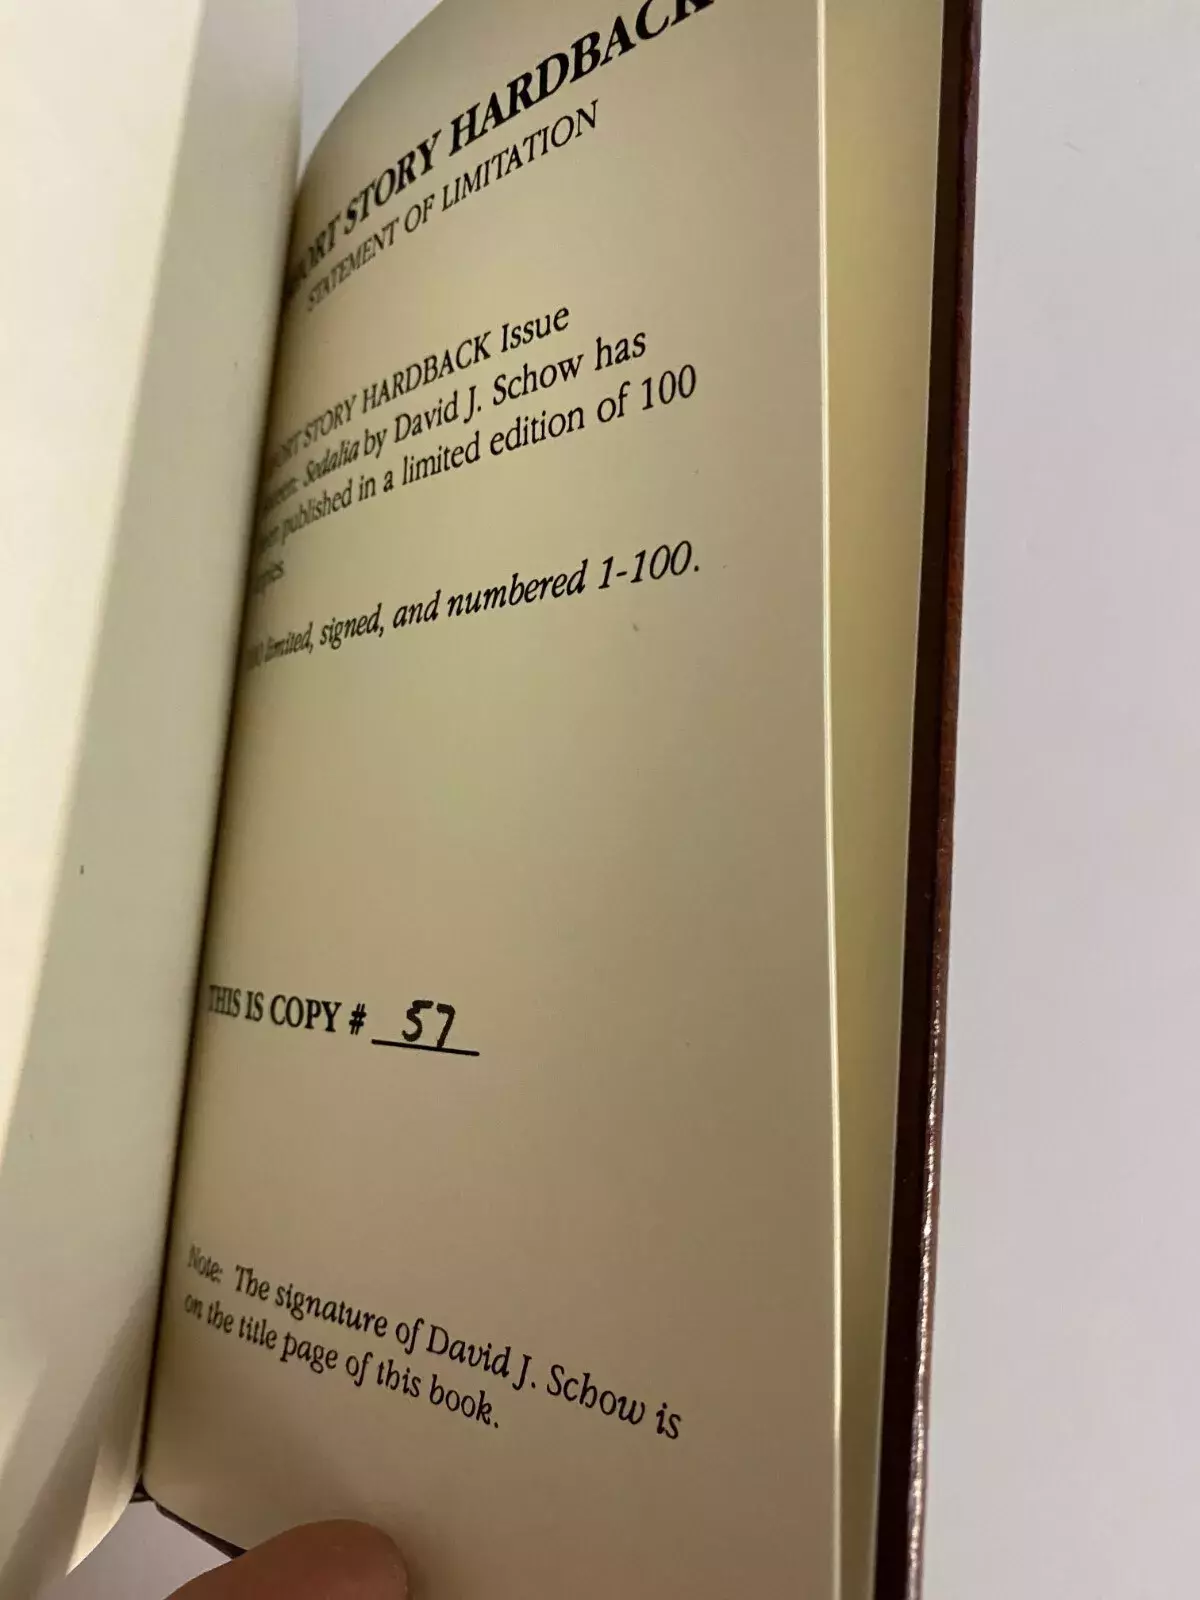 STORY HARDBACK
STATEMENT OF LIMITATION
STORY HARDBACK Issue
Sedalia by David J. Schow has
published in a limited edition of 100
limited, signed, and numbered 1-100.
THIS IS COPY # 57
Note: The signature of David J. Schow is
on the title page of this book.